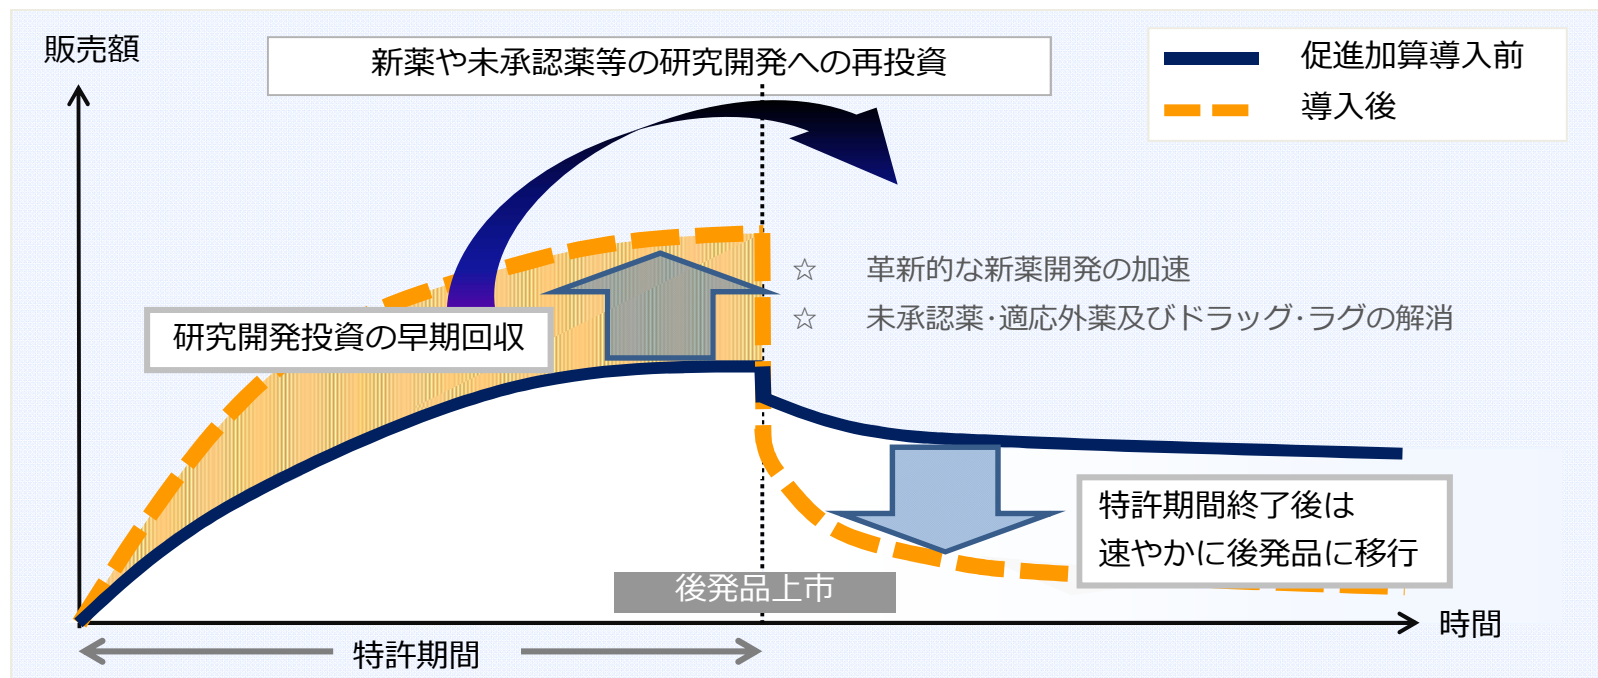 販売額
新薬や未承認薬等の研究開発への再投資
促進加算導入前
導入後
☆ 革新的な新薬開発の加速
☆ 未承認薬･適応外薬及びドラッグ･ラグの解消
研究開発投資の早期回収
特許期間終了後は
速やかに後発品に移行
後発品上市
時間
特許期間